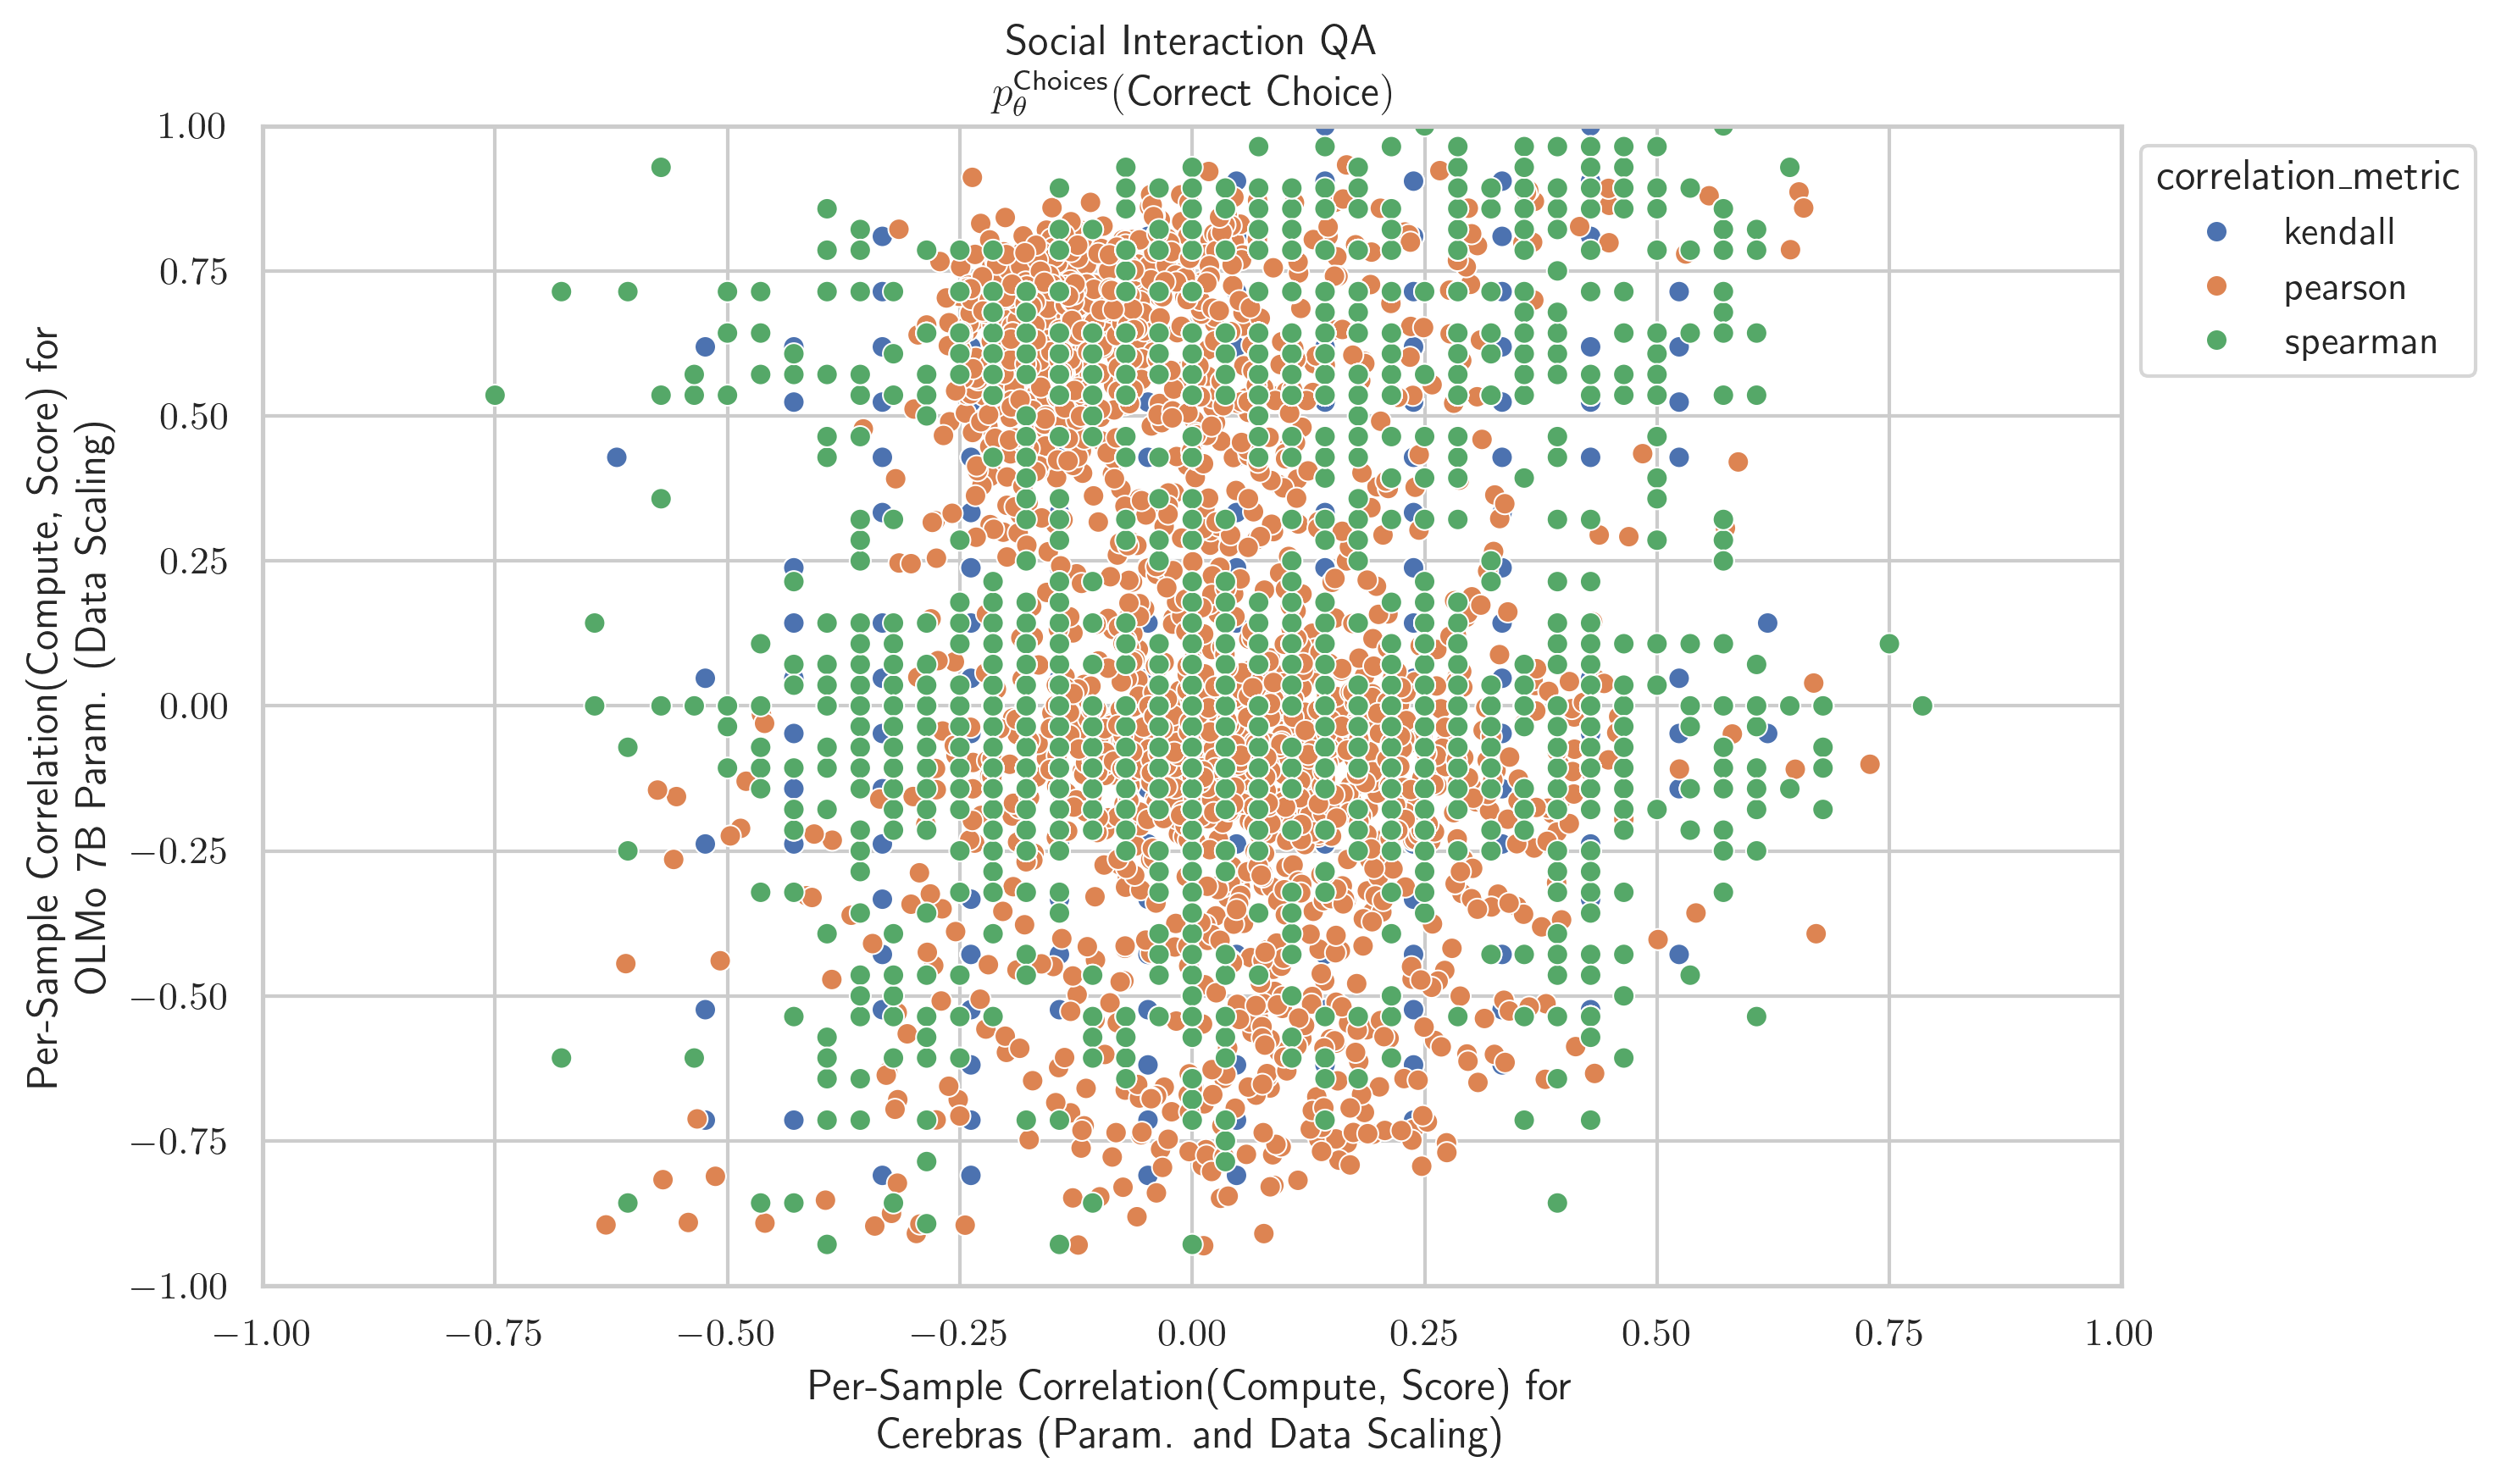 Social Interaction QA
p_θ^Choices(Correct Choice)
Per-Sample Correlation(Compute, Score) for
OLMo 7B Param. (Data Scaling)
1.00
0.75
0.50
0.25
0.00
−0.25
−0.50
−0.75
−1.00
−1.00 −0.75 −0.50 −0.25 0.00 0.25 0.50 0.75 1.00
Per-Sample Correlation(Compute, Score) for
Cerebras (Param. and Data Scaling)
correlation_metric
kendall
pearson
spearman